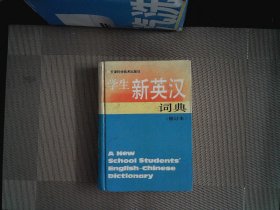 学生
新英汉
词典
(修订本)
A New
School Students'
English-Chinese
Dictionary